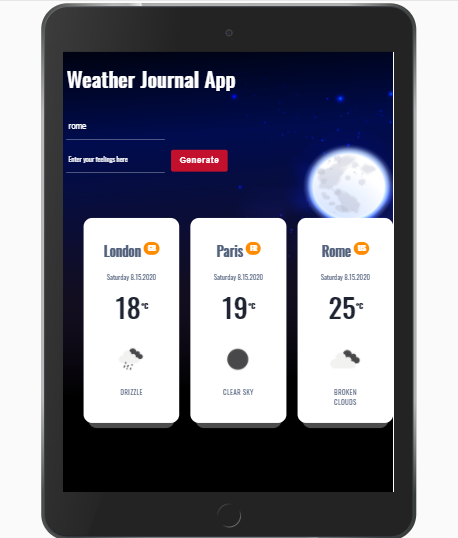 Weather Journal App
rome
Enter your feelings here
Generate
London GB
Paris FR
Rome US
Saturday 8.15.2020
Saturday 8.15.2020
Saturday 8.15.2020
18°C
19°C
25°C
DRIZZLE
CLEAR SKY
BROKEN
CLOUDS